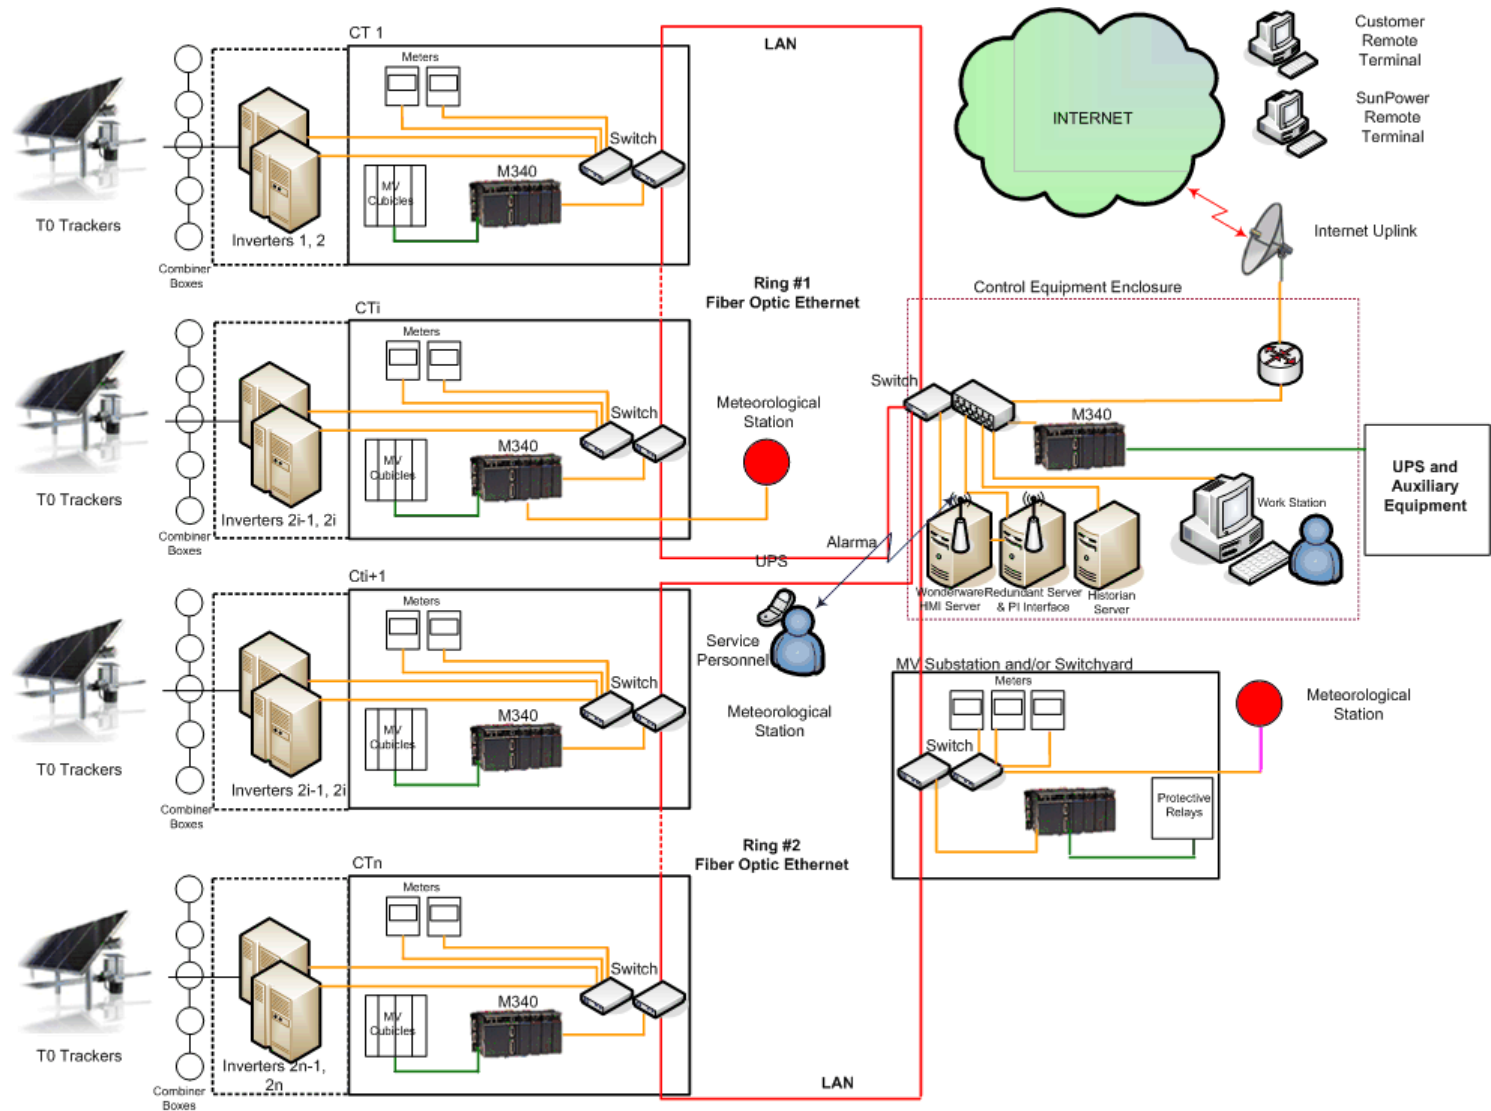 CT 1
Meters
Switch
M340
MV
Cubicles
T0 Trackers
Inverters 1, 2
Combiner
Boxes
LAN
INTERNET
Customer
Remote
Terminal
SunPower
Remote
Terminal
Internet Uplink
Ring #1
Fiber Optic Ethernet
CTi
Meters
Switch
M340
MV
Cubicles
T0 Trackers
Inverters 2i-1, 2i
Combiner
Boxes
Meteorological
Station
Control Equipment Enclosure
Switch
M340
UPS and
Auxiliary
Equipment
Work Station
Alarma
UPS
Wonderware
HMI Server
Redundant Server
& PI Interface
Historian
Server
Cti+1
Meters
Switch
M340
MV
Cubicles
T0 Trackers
Inverters 2i-1, 2i
Combiner
Boxes
Service
Personnel
Meteorological
Station
MV Substation and/or Switchyard
Meters
Switch
Protective
Relays
Meteorological
Station
Ring #2
Fiber Optic Ethernet
CTn
Meters
Switch
M340
MV
Cubicles
T0 Trackers
Inverters 2n-1,
2n
Combiner
Boxes
LAN